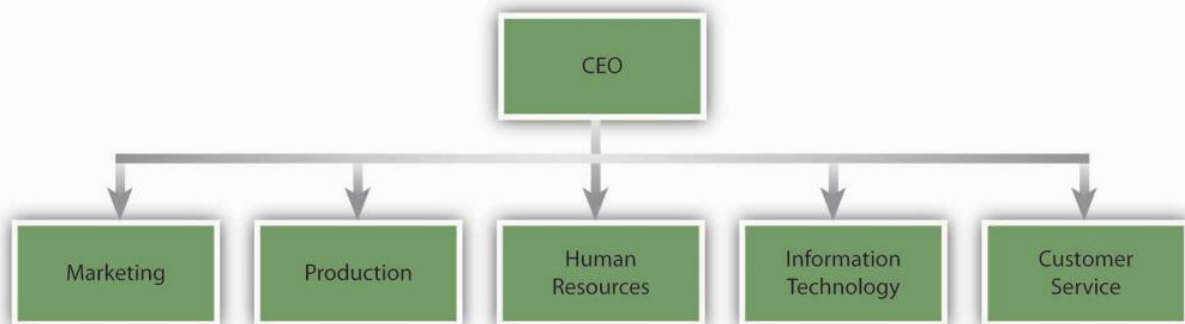 CEO
Marketing
Production
Human
Resources
Information
Technology
Customer
Service